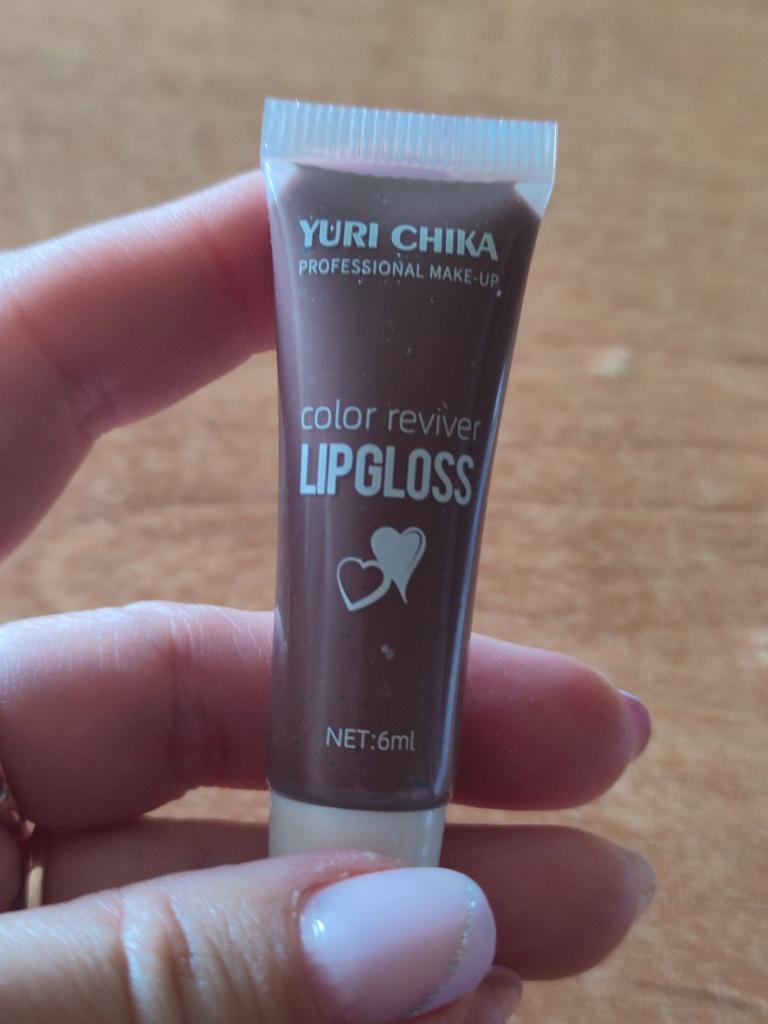 YURI CHIKA
PROFESSIONAL MAKE-UP
color reviver
LIPGLOSS
NET:6ml